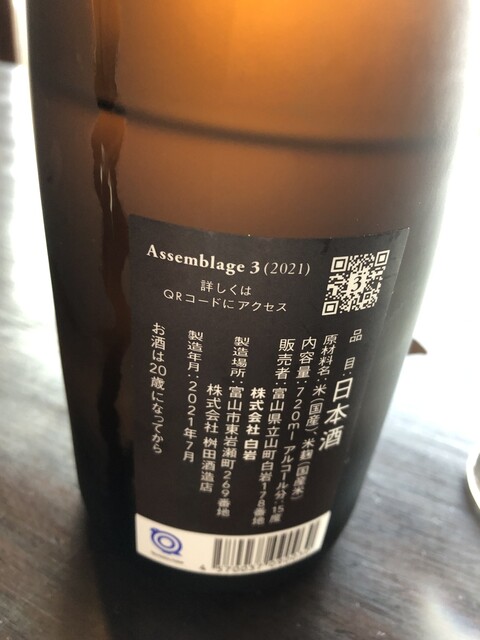 Assemblage 3 (2021)
詳しくは
QRコードにアクセス
3
品 目:日本酒
原材料名:米(国産)、米麹(国産米)
内容量:720ml アルコール分:15度
販売者:富山県立山町白岩178番地
株式会社 白岩
製造場所:富山市東岩瀬町269番地
株式会社 桝田酒造店
製造年月:2021年7月
お酒は20歳になってから